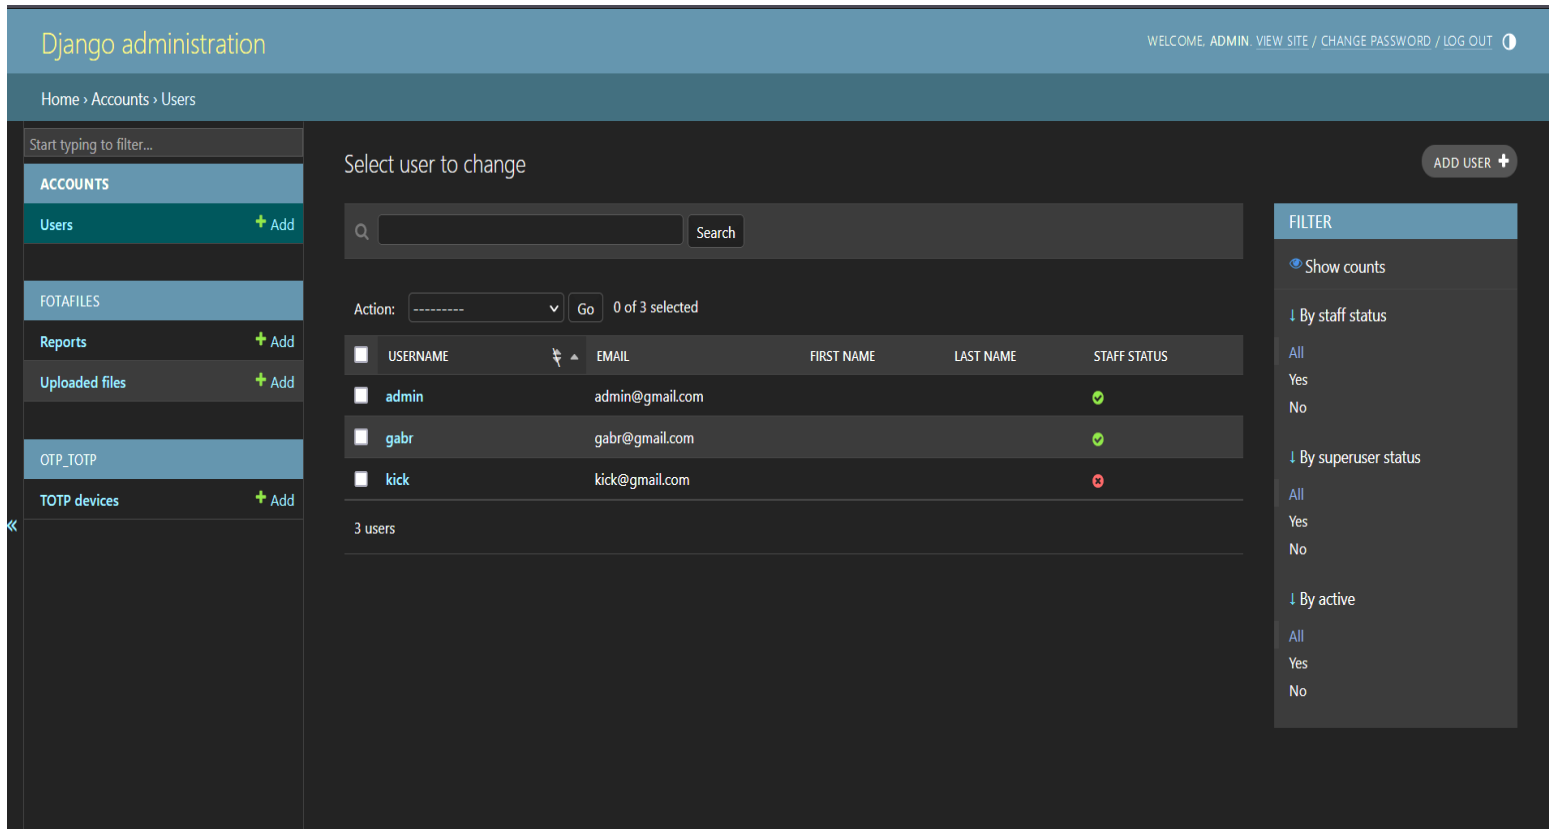 Django administration
WELCOME, ADMIN. VIEW SITE / CHANGE PASSWORD / LOG OUT
Home › Accounts › Users
Start typing to filter...
ACCOUNTS
Users + Add
FOTAFILES
Reports + Add
Uploaded files + Add
OTP_TOTP
TOTP devices + Add
«
Select user to change
ADD USER +
Search
Action: --------- Go 0 of 3 selected
USERNAME EMAIL FIRST NAME LAST NAME STAFF STATUS
admin admin@gmail.com
gabr gabr@gmail.com
kick kick@gmail.com
3 users
FILTER
Show counts
↓ By staff status
All
Yes
No
↓ By superuser status
All
Yes
No
↓ By active
All
Yes
No